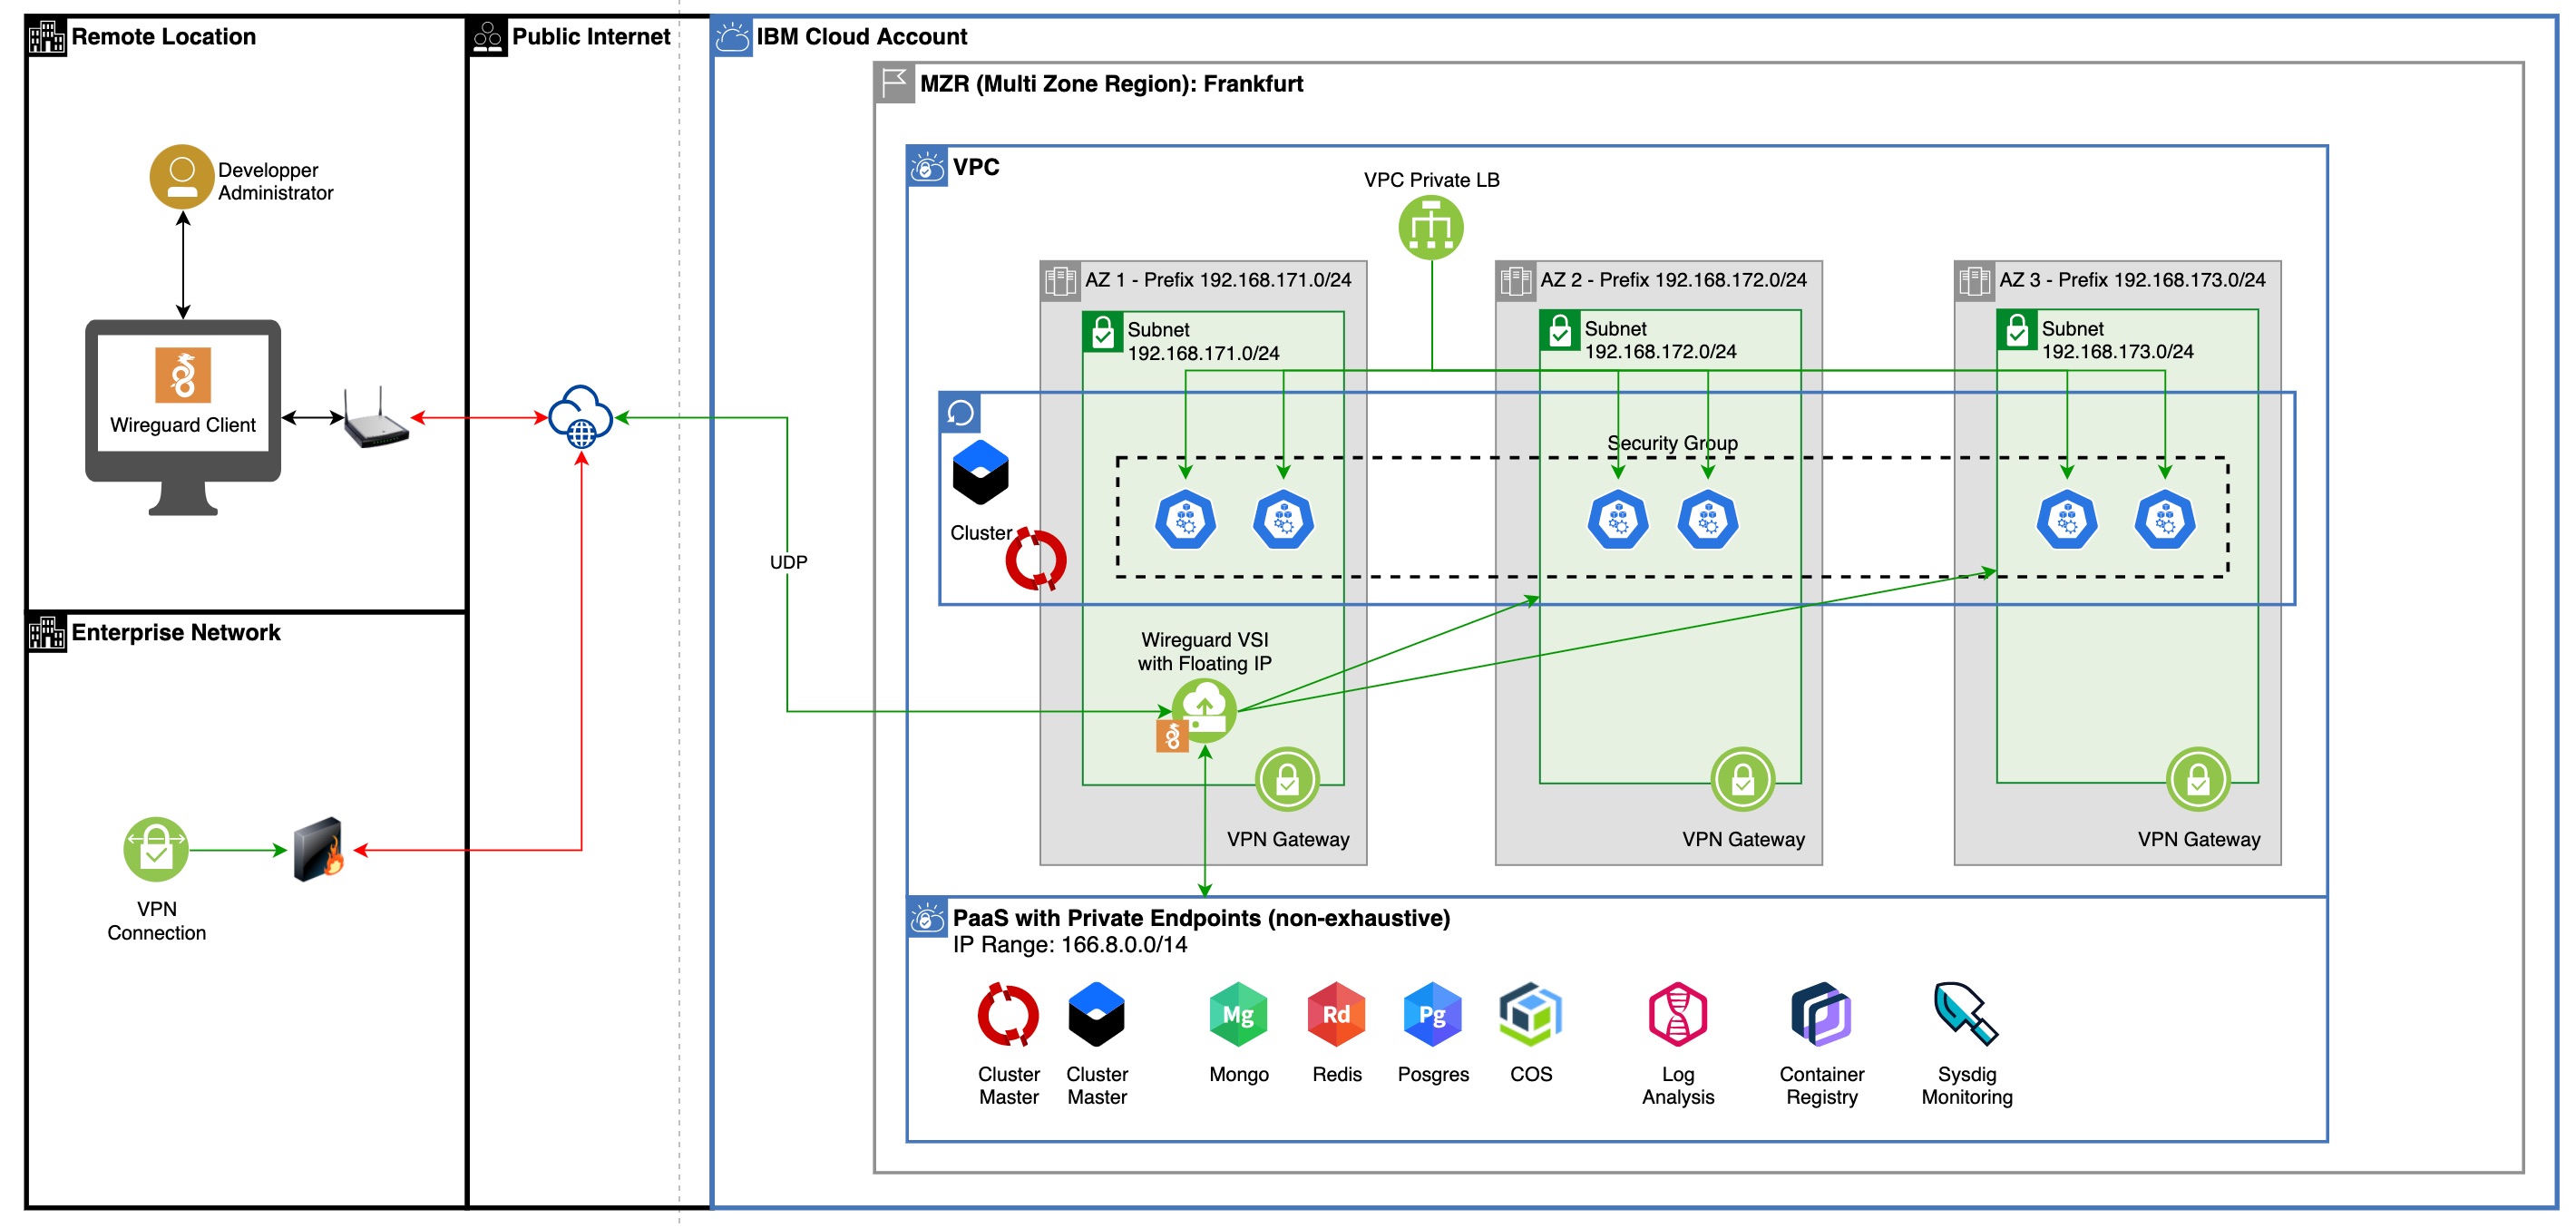 Remote Location
Public Internet
IBM Cloud Account
MZR (Multi Zone Region): Frankfurt
VPC
VPC Private LB
Developper
Administrator
Wireguard Client
AZ 1 - Prefix 192.168.171.0/24
Subnet
192.168.171.0/24
AZ 2 - Prefix 192.168.172.0/24
Subnet
192.168.172.0/24
AZ 3 - Prefix 192.168.173.0/24
Subnet
192.168.173.0/24
Security Group
Cluster
UDP
Enterprise Network
Wireguard VSI
with Floating IP
VPN Gateway
VPN Gateway
VPN Gateway
VPN
Connection
PaaS with Private Endpoints (non-exhaustive)
IP Range: 166.8.0.0/14
Mg
Rd
Pg
Cluster
Master
Cluster
Master
Mongo
Redis
Posgres
COS
Log
Analysis
Container
Registry
Sysdig
Monitoring